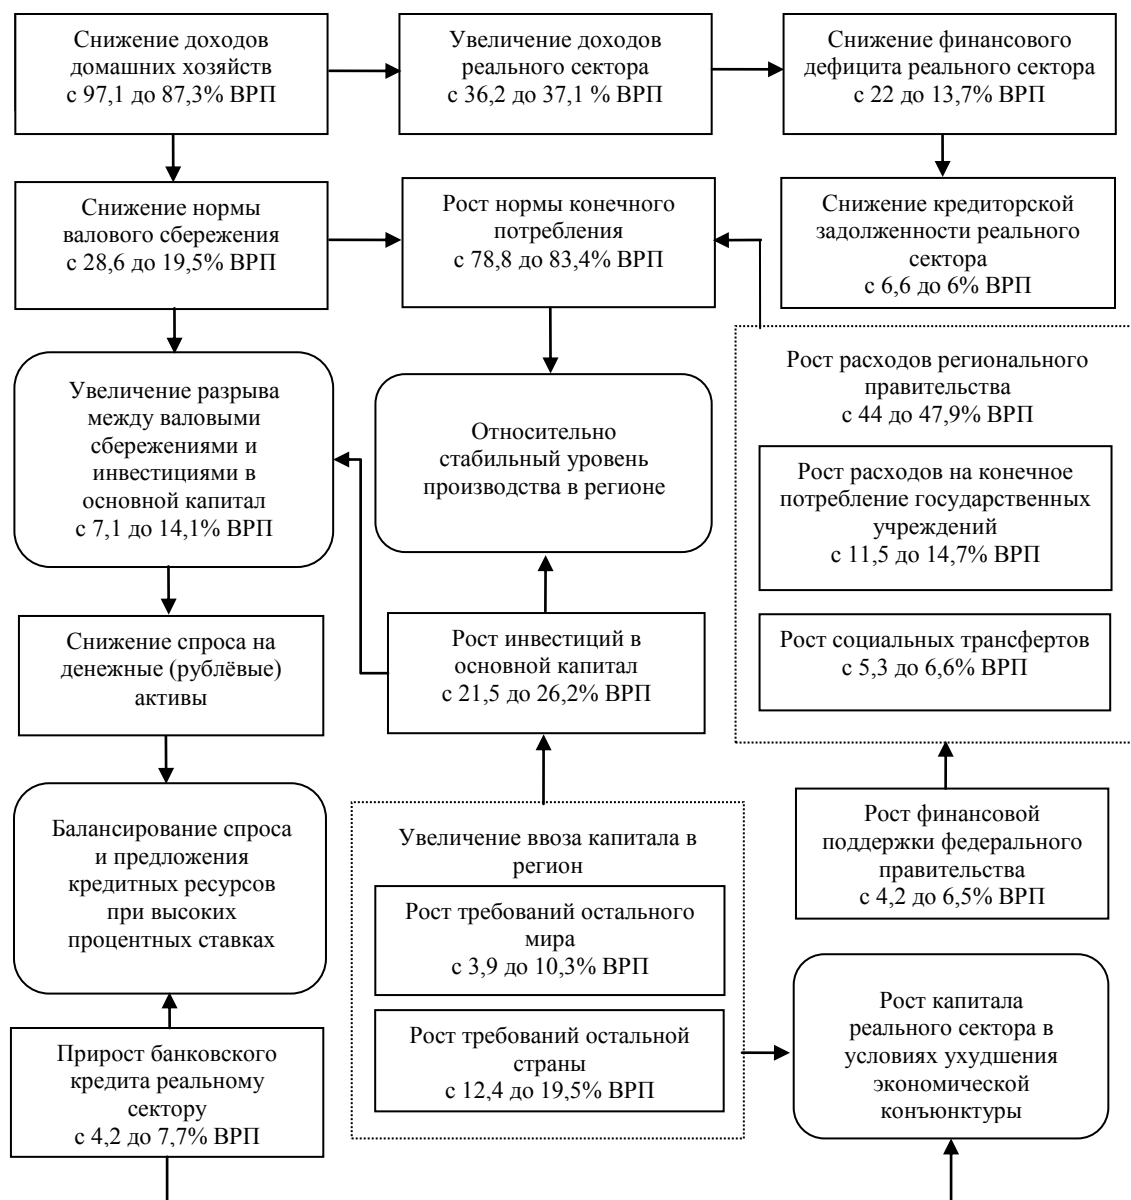 Снижение доходов
домашних хозяйств
с 97,1 до 87,3% ВРП
Увеличение доходов
реального сектора
с 36,2 до 37,1 % ВРП
Снижение финансового
дефицита реального сектора
с 22 до 13,7% ВРП
Снижение нормы
валового сбережения
с 28,6 до 19,5% ВРП
Рост нормы конечного
потребления
с 78,8 до 83,4% ВРП
Снижение кредиторской
задолженности реального
сектора
с 6,6 до 6% ВРП
Увеличение разрыва
между валовыми
сбережениями и
инвестициями в
основной капитал
с 7,1 до 14,1% ВРП
Относительно
стабильный уровень
производства в регионе
Рост расходов регионального
правительства
с 44 до 47,9% ВРП
Рост расходов на конечное
потребление государственных
учреждений
с 11,5 до 14,7% ВРП
Рост социальных трансфертов
с 5,3 до 6,6% ВРП
Снижение спроса на
денежные (рублёвые)
активы
Рост инвестиций в
основной капитал
с 21,5 до 26,2% ВРП
Балансирование спроса
и предложения
кредитных ресурсов
при высоких
процентных ставках
Увеличение ввоза капитала в
регион
Рост требований остального
мира
с 3,9 до 10,3% ВРП
Рост требований остальной
страны
с 12,4 до 19,5% ВРП
Рост финансовой
поддержки федерального
правительства
с 4,2 до 6,5% ВРП
Прирост банковского
кредита реальному
сектору
с 4,2 до 7,7% ВРП
Рост капитала
реального сектора в
условиях ухудшения
экономической
конъюнктуры